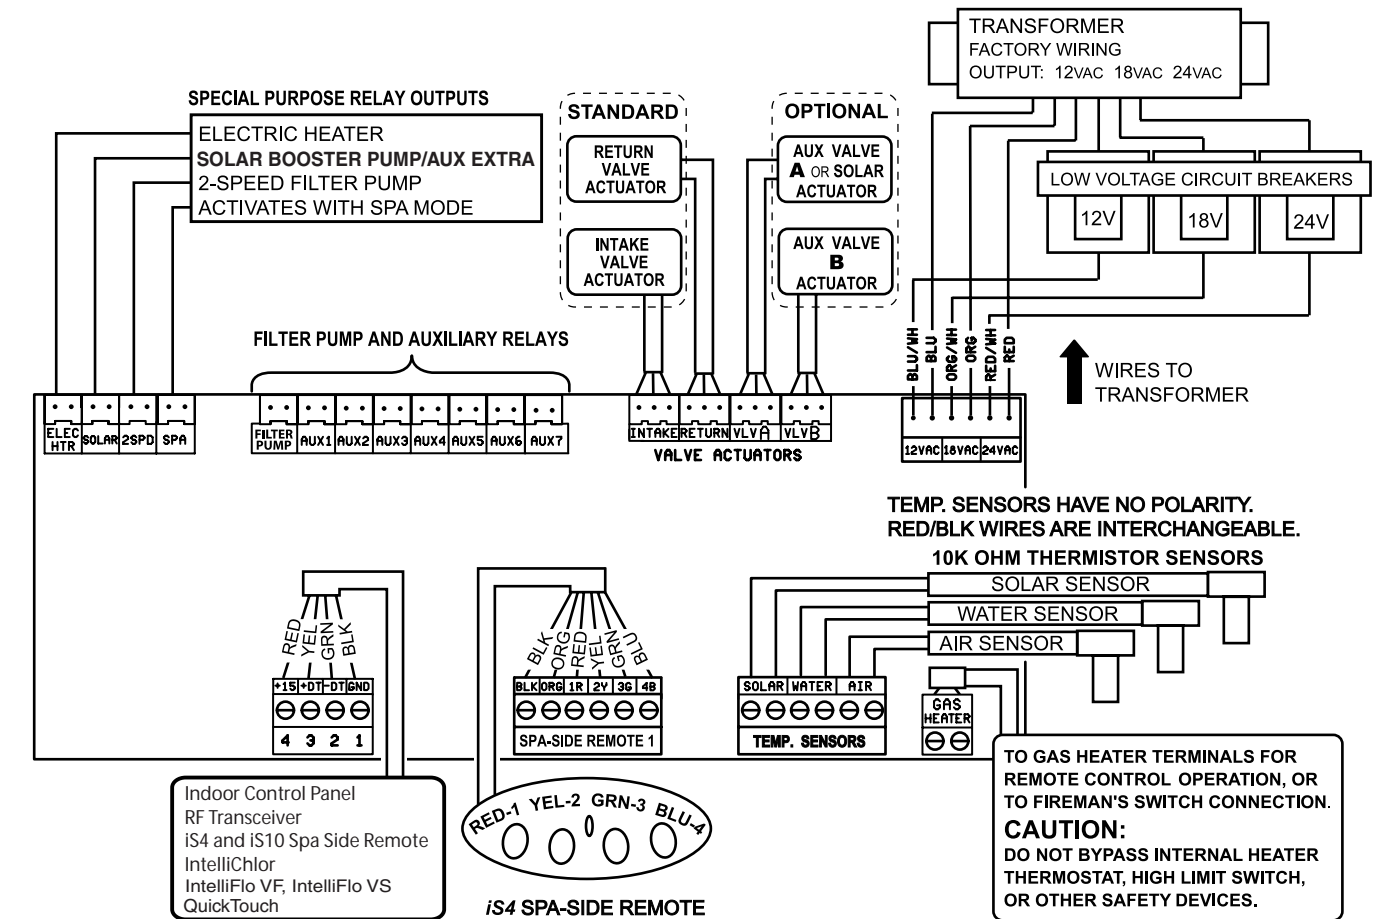 TRANSFORMER
FACTORY WIRING
OUTPUT: 12VAC 18VAC 24VAC
SPECIAL PURPOSE RELAY OUTPUTS
ELECTRIC HEATER
SOLAR BOOSTER PUMP/AUX EXTRA
2-SPEED FILTER PUMP
ACTIVATES WITH SPA MODE
STANDARD
RETURN
VALVE
ACTUATOR
INTAKE
VALVE
ACTUATOR
OPTIONAL
AUX VALVE
A OR SOLAR
ACTUATOR
AUX VALVE
B
ACTUATOR
LOW VOLTAGE CIRCUIT BREAKERS
12V 18V 24V
BLU/WH
BLU
ORG/WH
ORG
RED/WH
RED
WIRES TO
TRANSFORMER
FILTER PUMP AND AUXILIARY RELAYS
ELEC
HTR
SOLAR
2SPD
SPA
FILTER
PUMP
AUX1
AUX2
AUX3
AUX4
AUX5
AUX6
AUX7
INTAKE
RETURN
VLV A
VLV B
VALVE ACTUATORS
12VAC
18VAC
24VAC
TEMP. SENSORS HAVE NO POLARITY.
RED/BLK WIRES ARE INTERCHANGEABLE.
10K OHM THERMISTOR SENSORS
SOLAR SENSOR
WATER SENSOR
AIR SENSOR
RED
YEL
GRN
BLK
+15 +DT -DT GND
4 3 2 1
BLK
ORG
RED
YEL
GRN
BLU
BLK ORG 1R 2Y 3G 4B
SPA-SIDE REMOTE 1
SOLAR WATER AIR
TEMP. SENSORS
GAS
HEATER
Indoor Control Panel
RF Transceiver
iS4 and iS10 Spa Side Remote
IntelliChlor
IntelliFlo VF, IntelliFlo VS
QuickTouch
RED-1 YEL-2 GRN-3 BLU-4
iS4 SPA-SIDE REMOTE
TO GAS HEATER TERMINALS FOR
REMOTE CONTROL OPERATION, OR
TO FIREMAN'S SWITCH CONNECTION.
CAUTION:
DO NOT BYPASS INTERNAL HEATER
THERMOSTAT, HIGH LIMIT SWITCH,
OR OTHER SAFETY DEVICES.